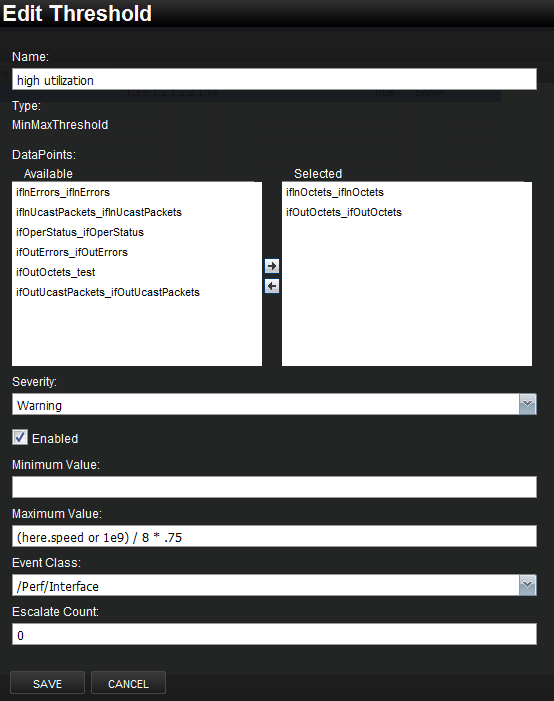 Edit Threshold
Name:
high utilization
Type:
MinMaxThreshold
DataPoints:
Available
Selected
ifInErrors_ifInErrors
ifInUcastPackets_ifInUcastPackets
ifOperStatus_ifOperStatus
ifOutErrors_ifOutErrors
ifOutOctets_test
ifOutUcastPackets_ifOutUcastPackets
ifInOctets_ifInOctets
ifOutOctets_ifOutOctets
Severity:
Warning
Enabled
Minimum Value:
Maximum Value:
(here.speed or 1e9) / 8 * .75
Event Class:
/Perf/Interface
Escalate Count:
0
SAVE
CANCEL